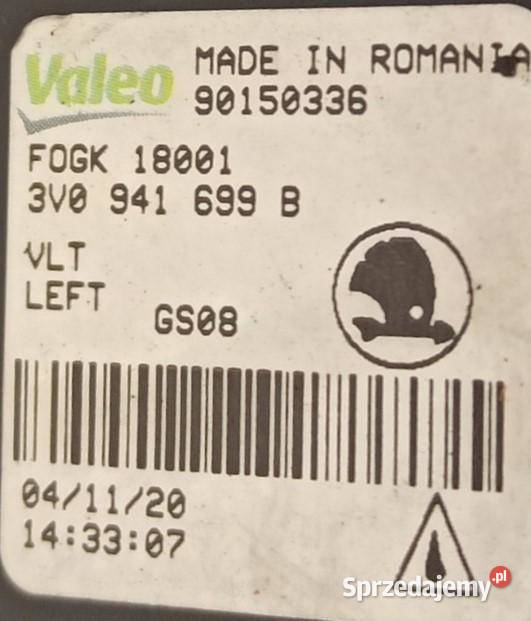 Valeo MADE IN ROMANIA
90150336
FOGK 18001
3V0 941 699 B
VLT
LEFT
GS08
04/11/20
14:33:07
Sprzedajemy.pl